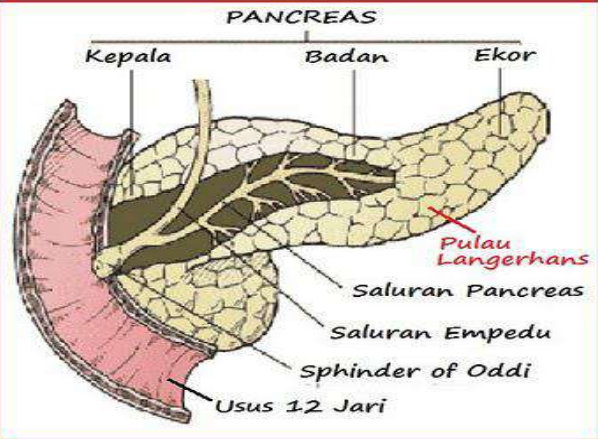 PANCREAS
Kepala
Badan
Ekor
Pulau
Langerhans
Saluran Pancreas
Saluran Empedu
Sphinder of Oddi
Usus 12 Jari